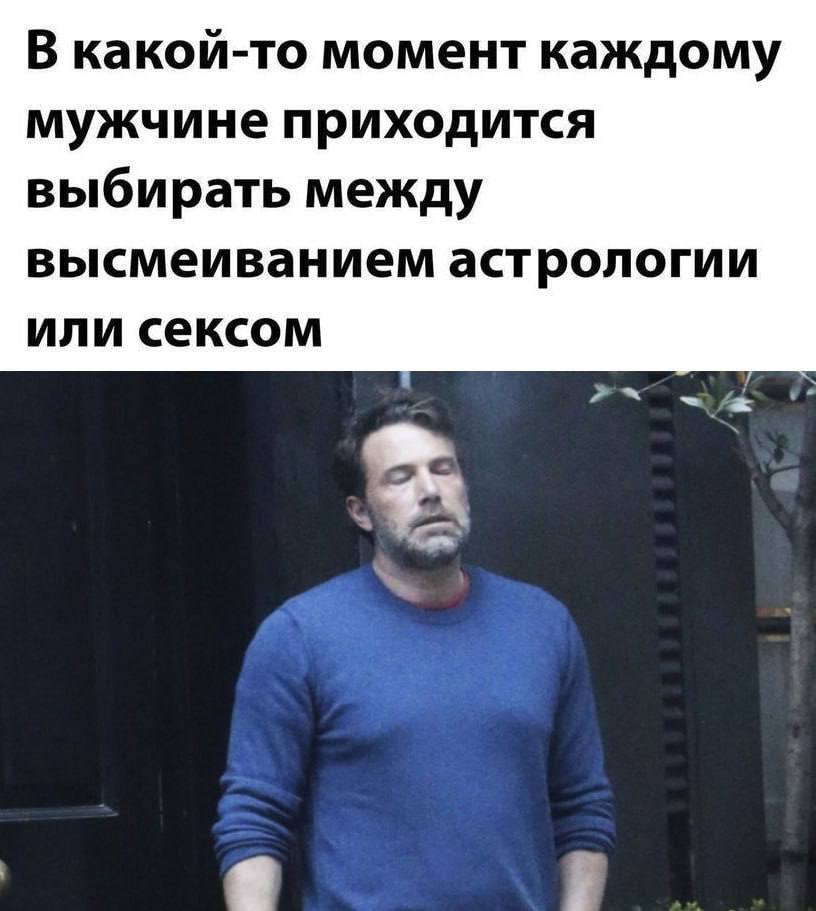 В какой-то момент каждому
мужчине приходится
выбирать между
высмеиванием астрологии
или сексом